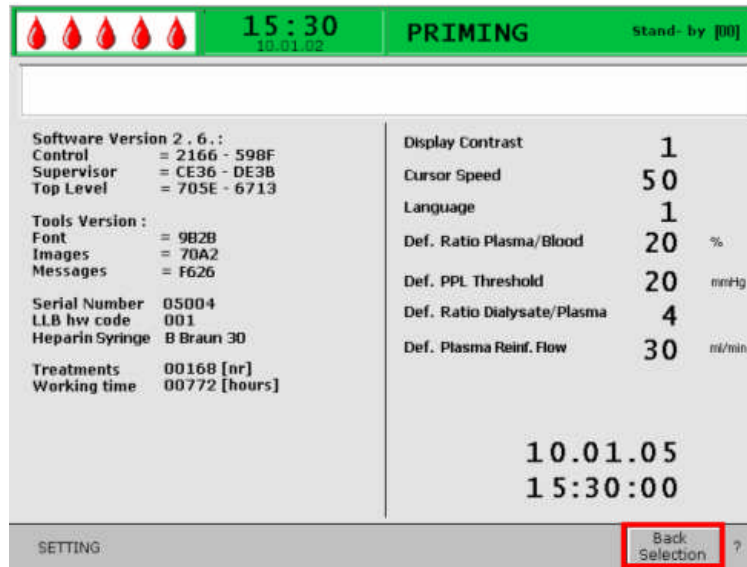 15:30
10.01.02
PRIMING
Stand- by [00]
Software Version 2.6.:
Control = 2166 - 598F
Supervisor = CE36 - DE3B
Top Level = 705E - 6713
Tools Version :
Font = 9B2B
Images = 70A2
Messages = F626
Serial Number 05004
LLB hw code 001
Heparin Syringe B Braun 30
Treatments 00168 [nr]
Working time 00772 [hours]
Display Contrast 1
Cursor Speed 50
Language 1
Def. Ratio Plasma/Blood 20 %
Def. PPL Threshold 20 mmHg
Def. Ratio Dialysate/Plasma 4
Def. Plasma Reinf. Flow 30 ml/min
10.01.05
15:30:00
SETTING
Back
Selection
?